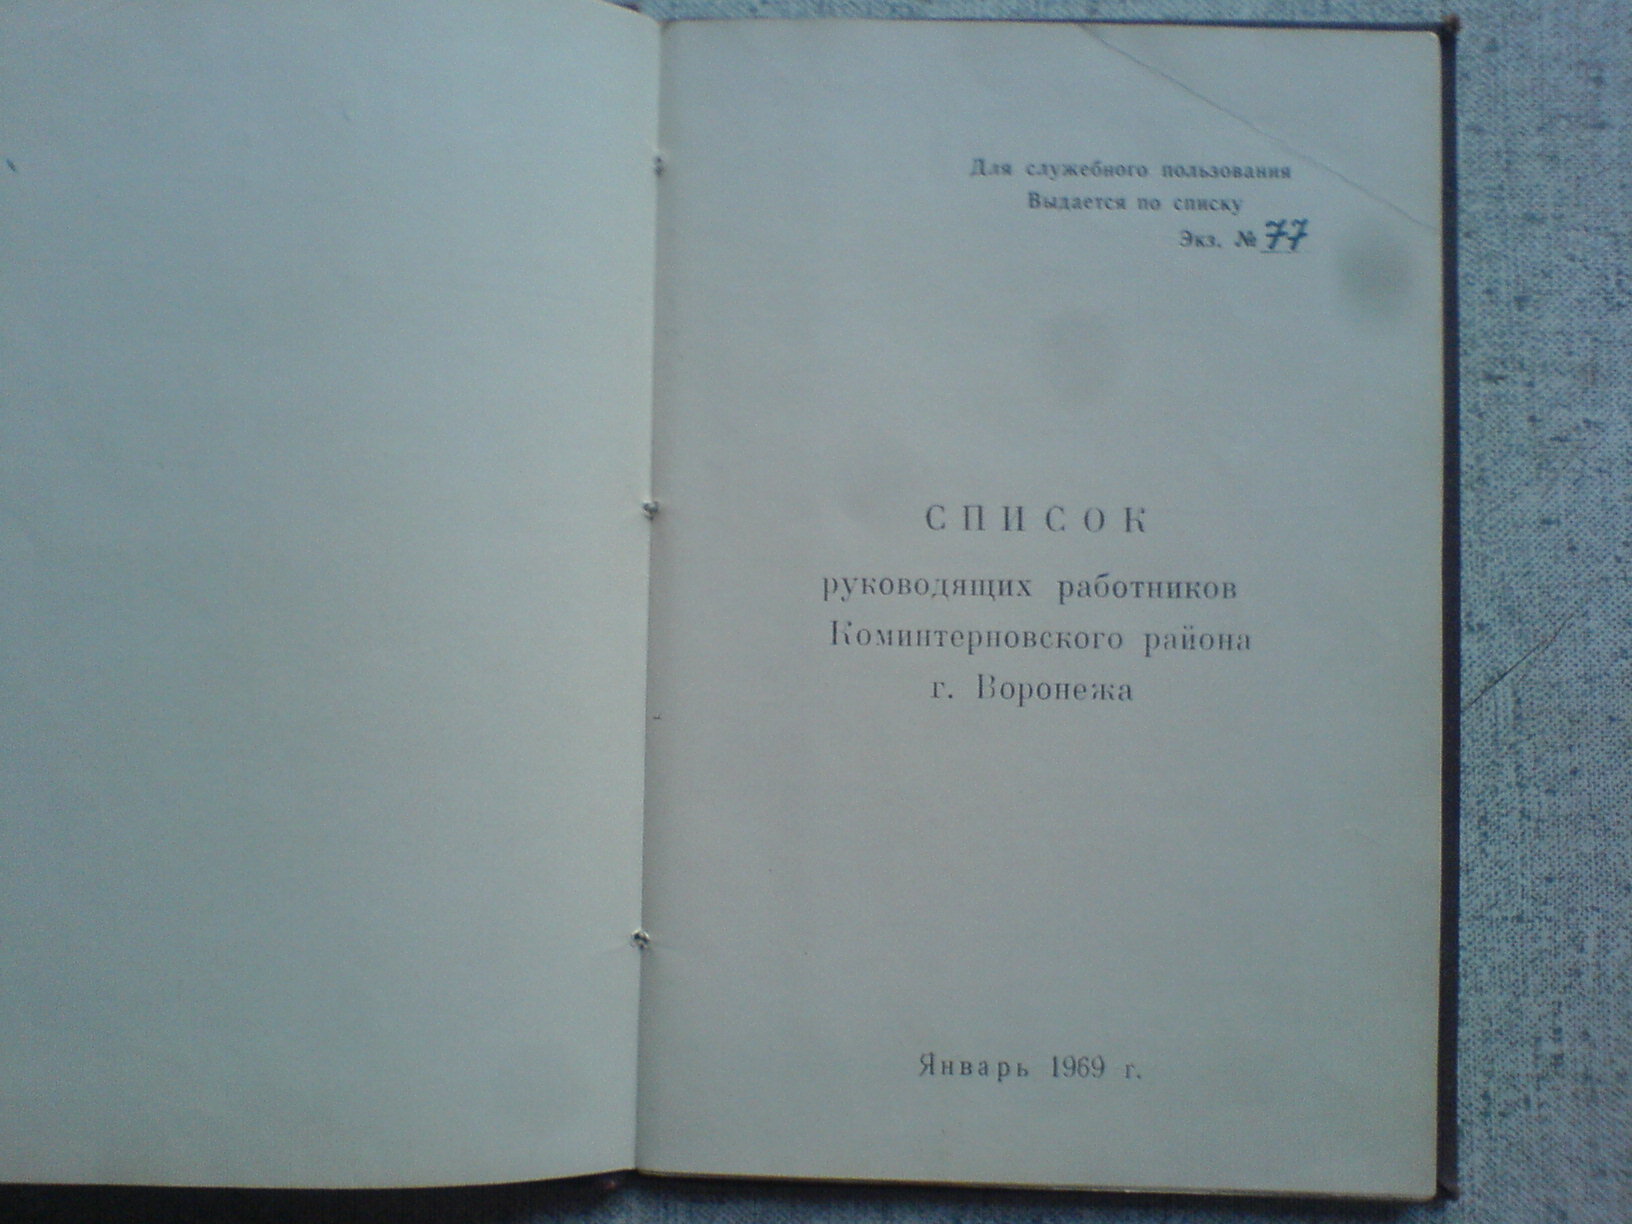 Для служебного пользования
Выдается по списку
Экз. № 77
СПИСОК
руководящих работников
Коминтерновского района
г. Воронежа
Январь 1969 г.